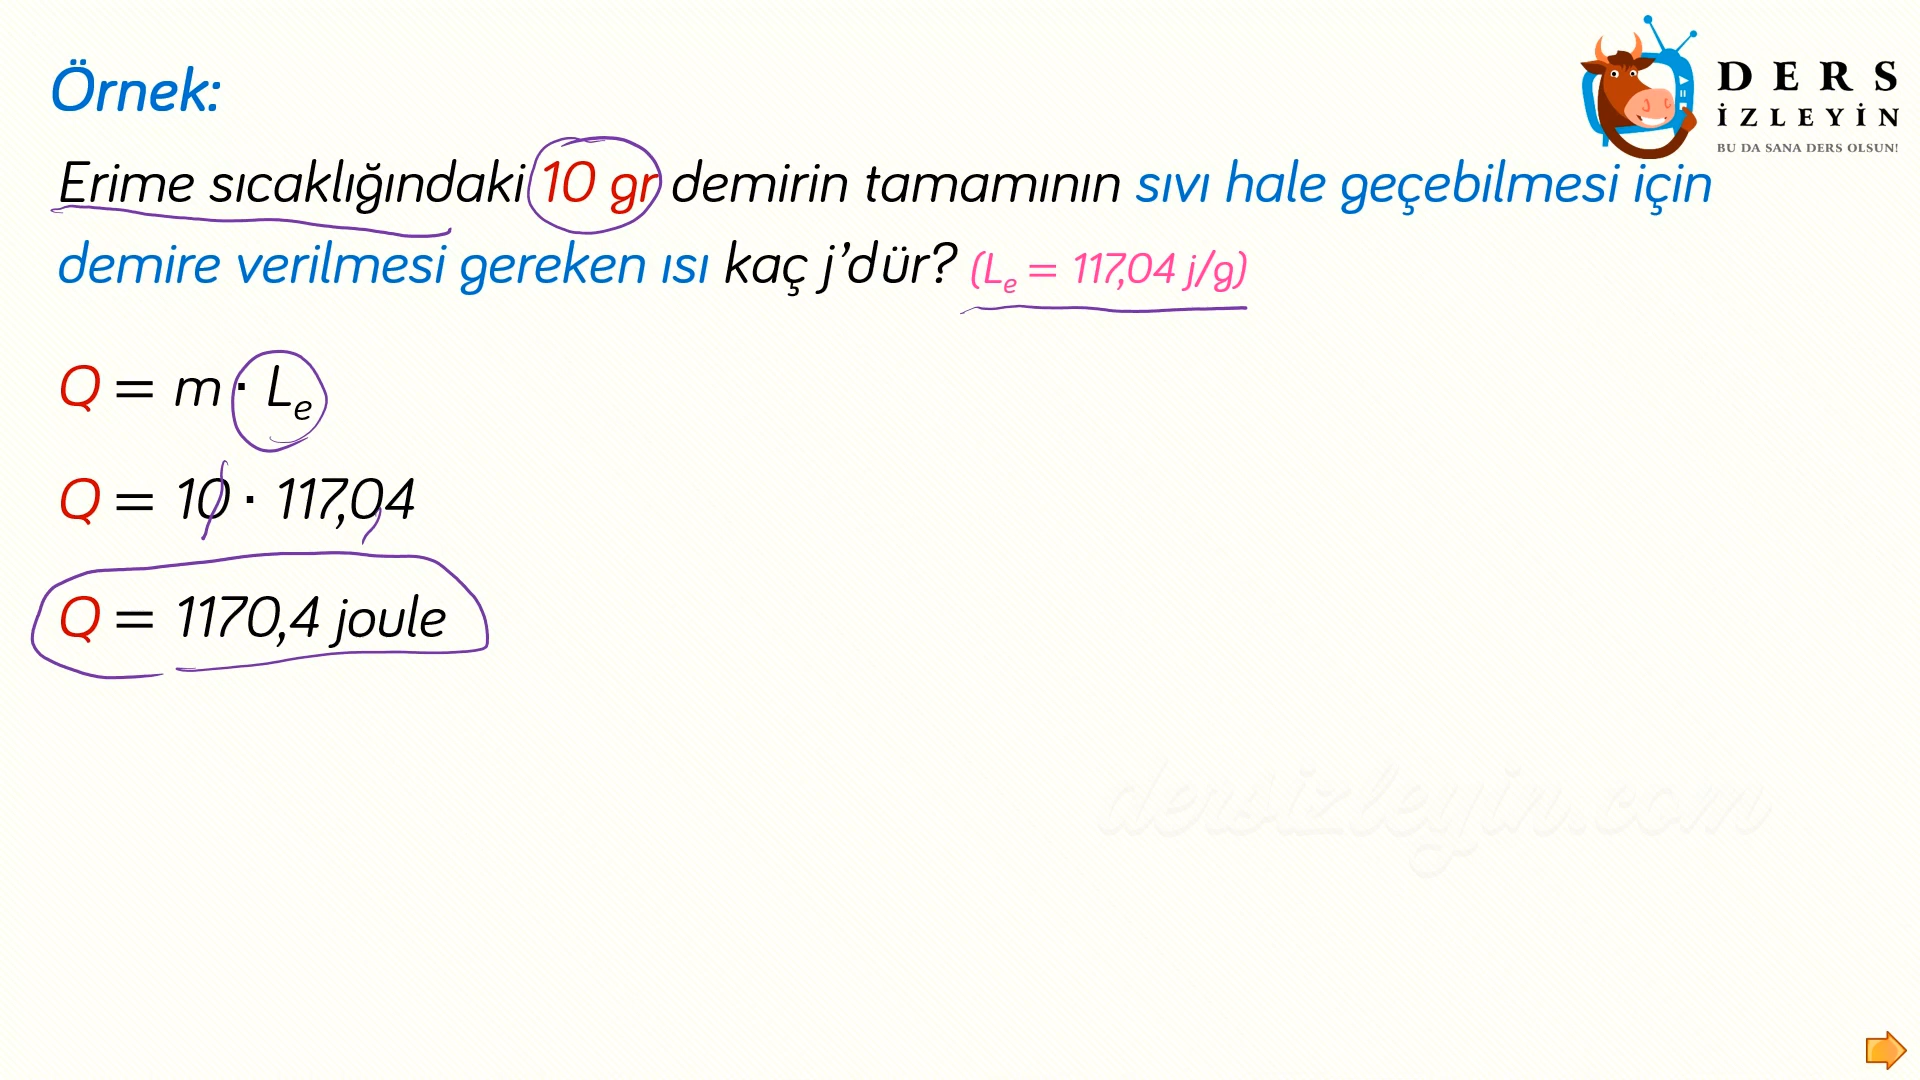 Örnek:
DERS
İZLEYİN
BU DA SANA DERS OLSUN!
Erime sıcaklığındaki 10 gr demirin tamamının sıvı hale geçebilmesi için
demire verilmesi gereken ısı kaç j’dür? (Le = 117,04 j/g)
Q = m · Le
Q = 10 · 117,04
Q = 1170,4 joule
dersizleyin.com